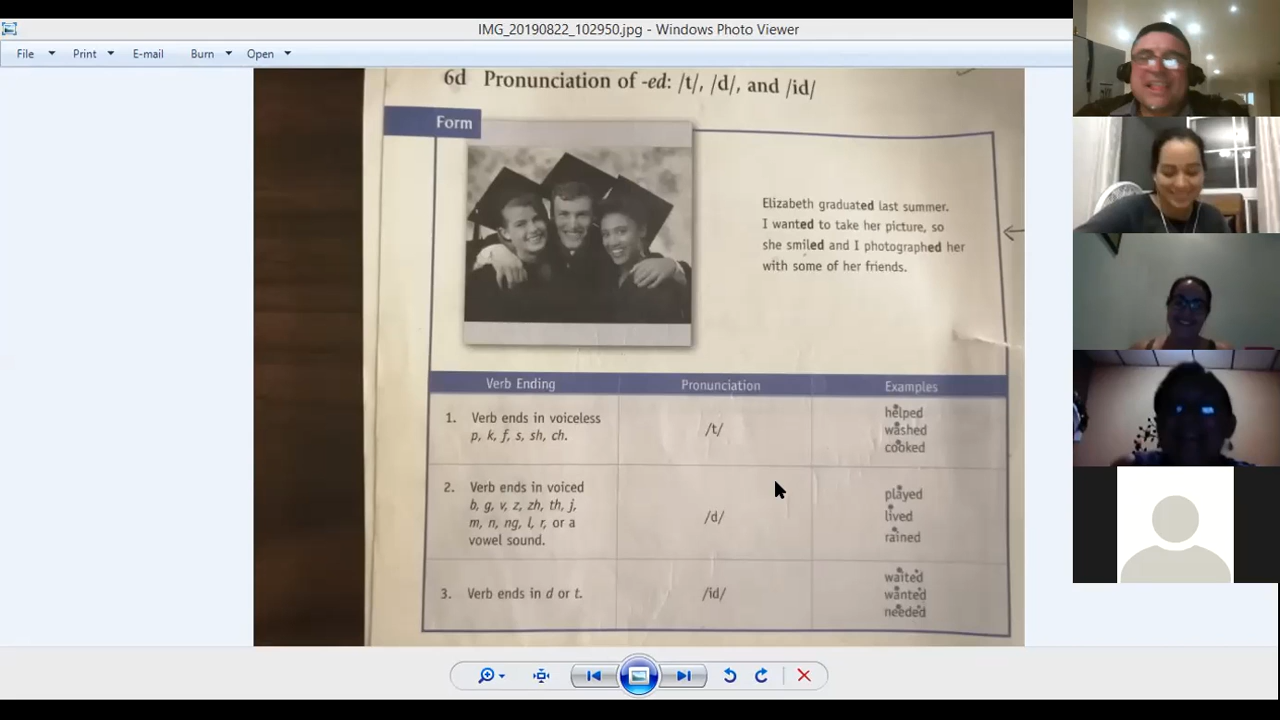 IMG_20190822_102950.jpg - Windows Photo Viewer
File Print E-mail Burn Open
6d Pronunciation of -ed: /t/, /d/, and /id/
Form
Elizabeth graduated last summer.
I wanted to take her picture, so
she smiled and I photographed her
with some of her friends.
Verb Ending Pronunciation Examples
1. Verb ends in voiceless
p, k, f, s, sh, ch.
/t/
helped
washed
cooked
2. Verb ends in voiced
b, g, v, z, zh, th, j,
m, n, ng, l, r, or a
vowel sound.
/d/
played
lived
rained
3. Verb ends in d or t.
/id/
waited
wanted
needed